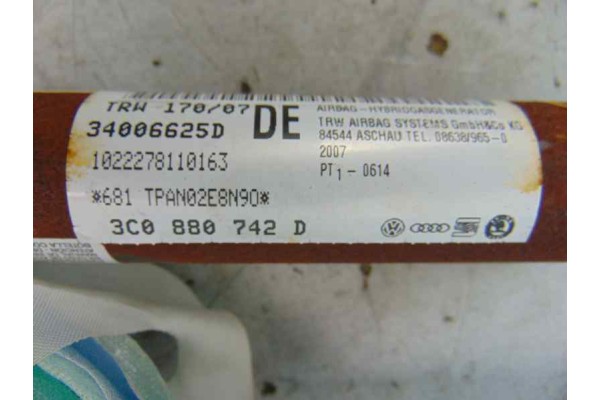 TRW 170/07
34006625D
DE
1022278110163
*681 TPAN02E8N90*
3C0 880 742 D
AIRBAG-HYBRIDGASGENERATOR
TRW AIRBAG SYSTEMS GmbH&Co KG
84544 ASCHAU TEL. 08638/965-0
2007
PT1-0614